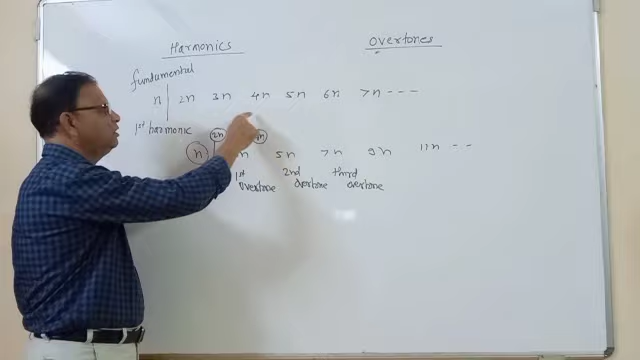 Harmonics Overtones
fundamental
n 2n 3n 4n 5n 6n 7n ---
1st harmonic 2n
n n 5n 7n 9n 11n --
1st 2nd third
overtone overtone overtone